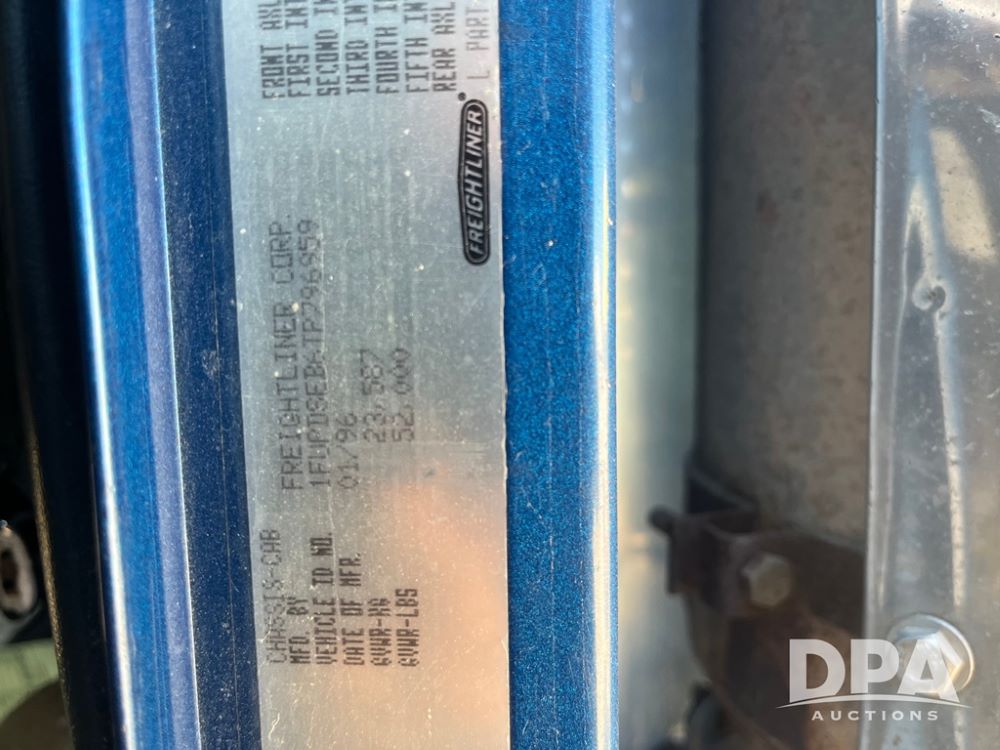 CHASSIS-CAB
MFD. BY FREIGHTLINER CORP.
VEHICLE ID NO.
DATE OF MFR. 01/96
GVWR-KG 23,587
GVWR-LBS 52,000
FRONT AXL
FIRST INT
SECOND IN
THIRD INT
FOURTH IN
FIFTH INT
REAR AXL
L PART
FREIGHTLINER
DPA
AUCTIONS